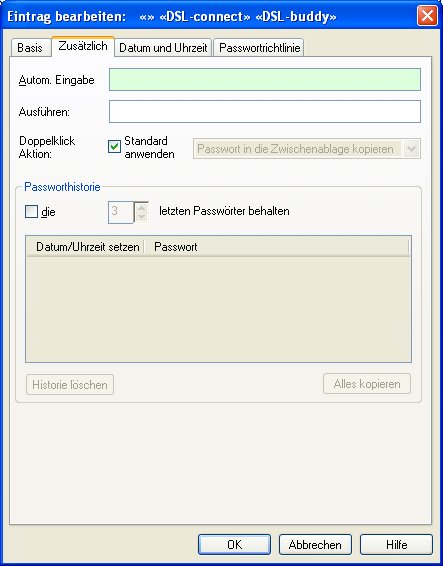 Eintrag bearbeiten: «» «DSL-connect» «DSL-buddy»
Basis Zusätzlich Datum und Uhrzeit Passwortrichtlinie
Autom. Eingabe
Ausführen:
Doppelklick Aktion: Standard anwenden Passwort in die Zwischenablage kopieren
Passworthistorie
die 3 letzten Passwörter behalten
Datum/Uhrzeit setzen Passwort
Historie löschen Alles kopieren
OK Abbrechen Hilfe